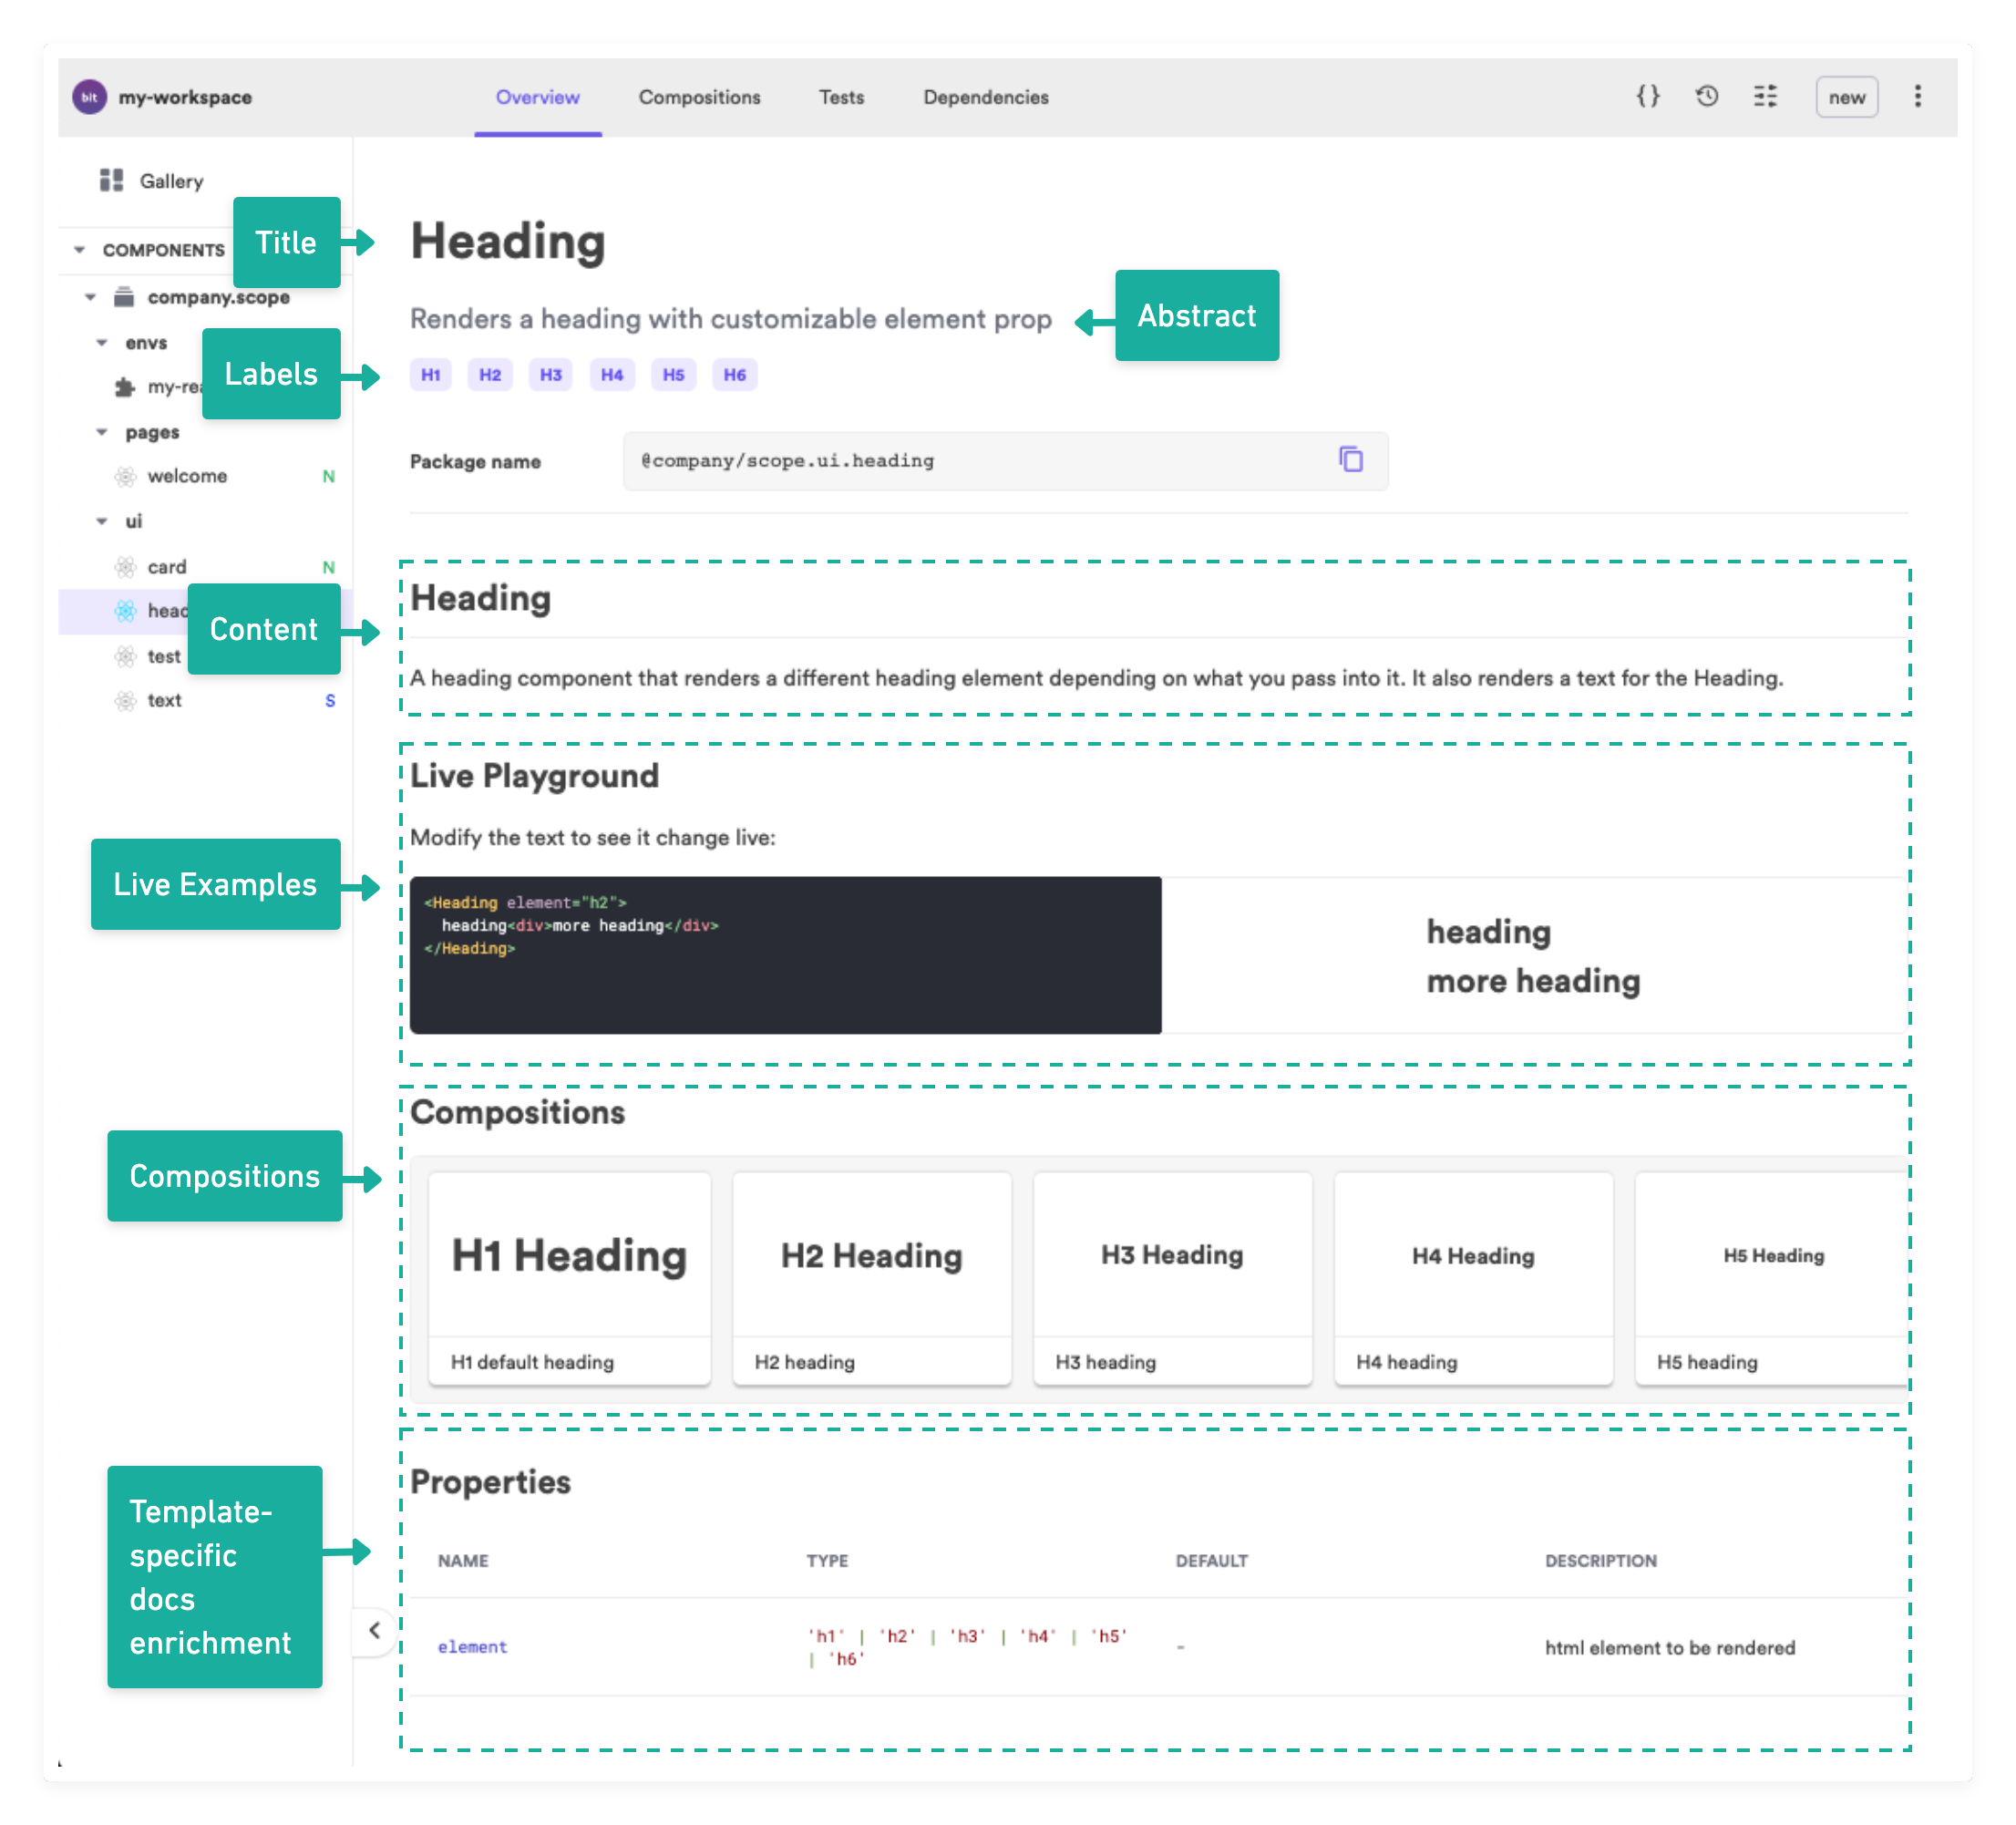 bit my-workspace Overview Compositions Tests Dependencies {} new
Gallery
COMPONENTS
company.scope
envs
pages
welcome N
ui
card N
test
text S
Title
Labels
Content
Live Examples
Compositions
Template-
specific
docs
enrichment
Heading
Renders a heading with customizable element prop
Abstract
H1 H2 H3 H4 H5 H6
Package name @company/scope.ui.heading
Heading
A heading component that renders a different heading element depending on what you pass into it. It also renders a text for the Heading.
Live Playground
Modify the text to see it change live:
<Heading element="h2">
heading<div>more heading</div>
</Heading>
heading
more heading
Compositions
H1 Heading H2 Heading H3 Heading H4 Heading H5 Heading
H1 default heading H2 heading H3 heading H4 heading H5 heading
Properties
NAME TYPE DEFAULT DESCRIPTION
element 'h1' | 'h2' | 'h3' | 'h4' | 'h5'
| 'h6'
- html element to be rendered